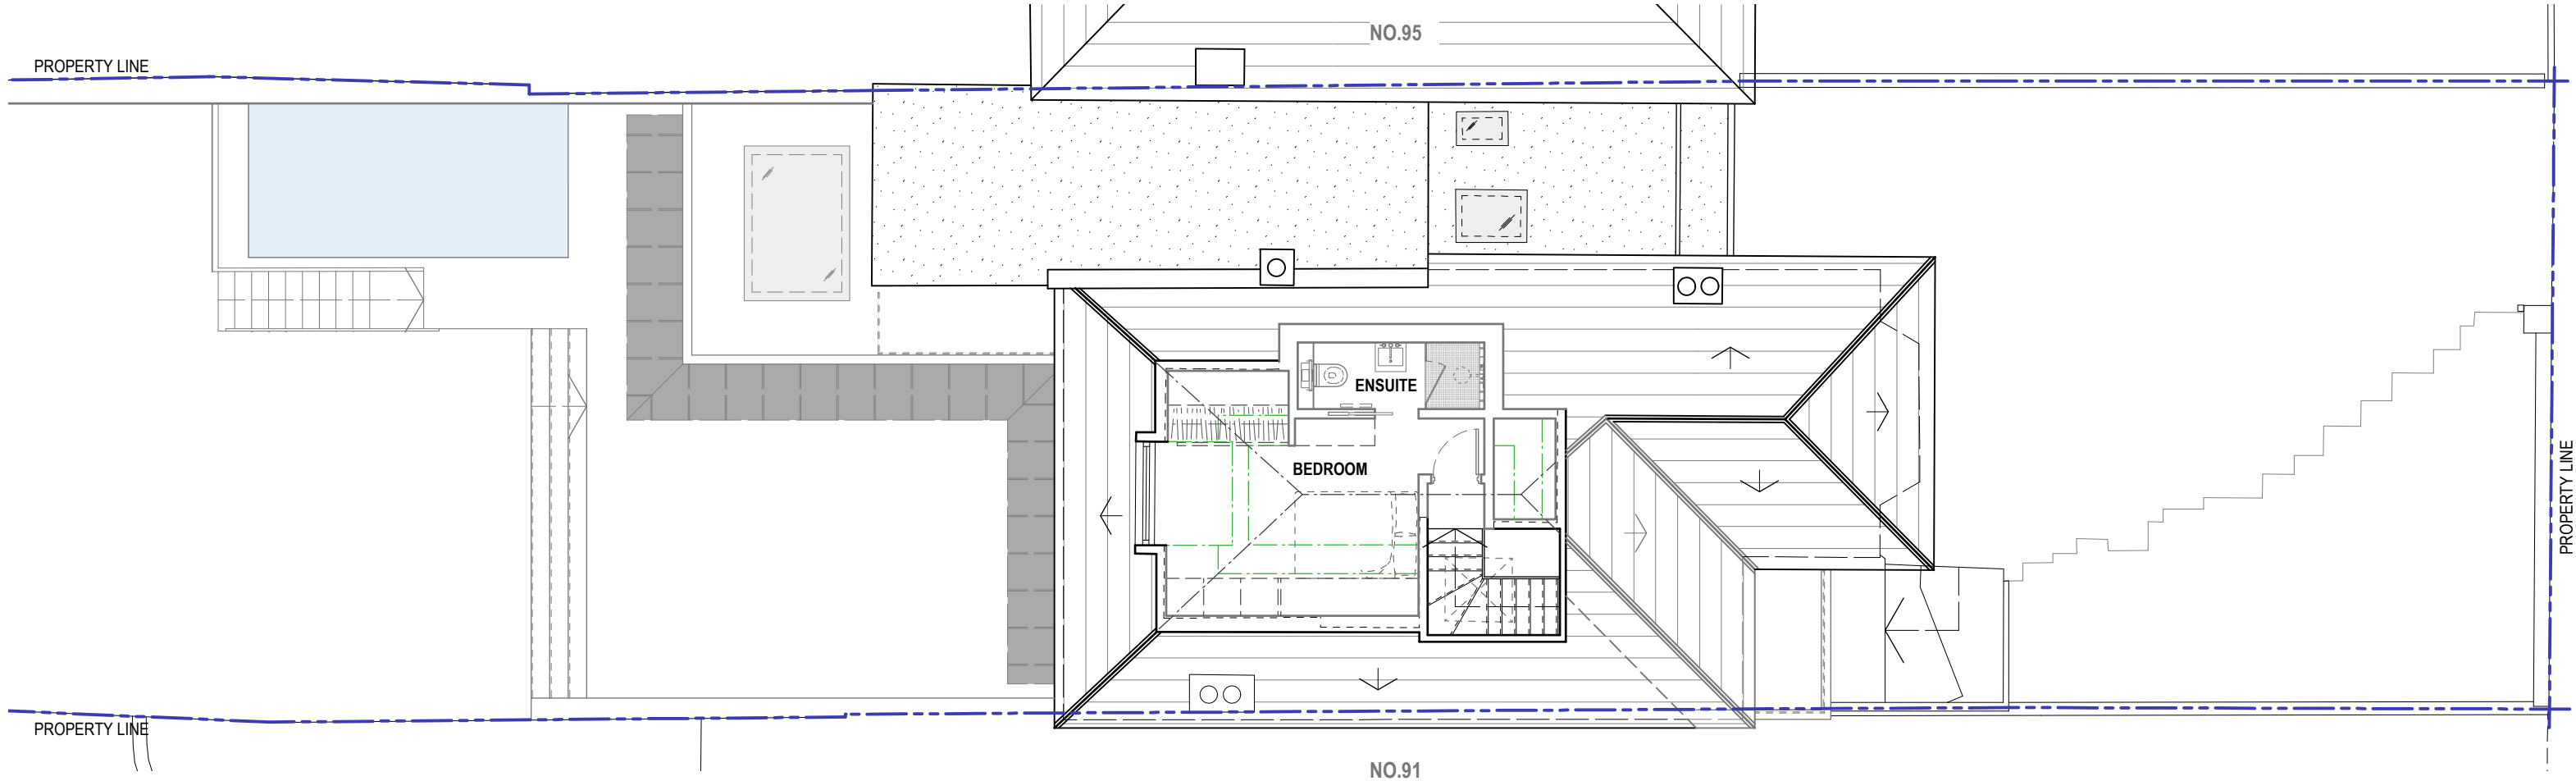 NO.95
PROPERTY LINE
ENSUITE
BEDROOM
PROPERTY LINE
PROPERTY LINE
NO.91